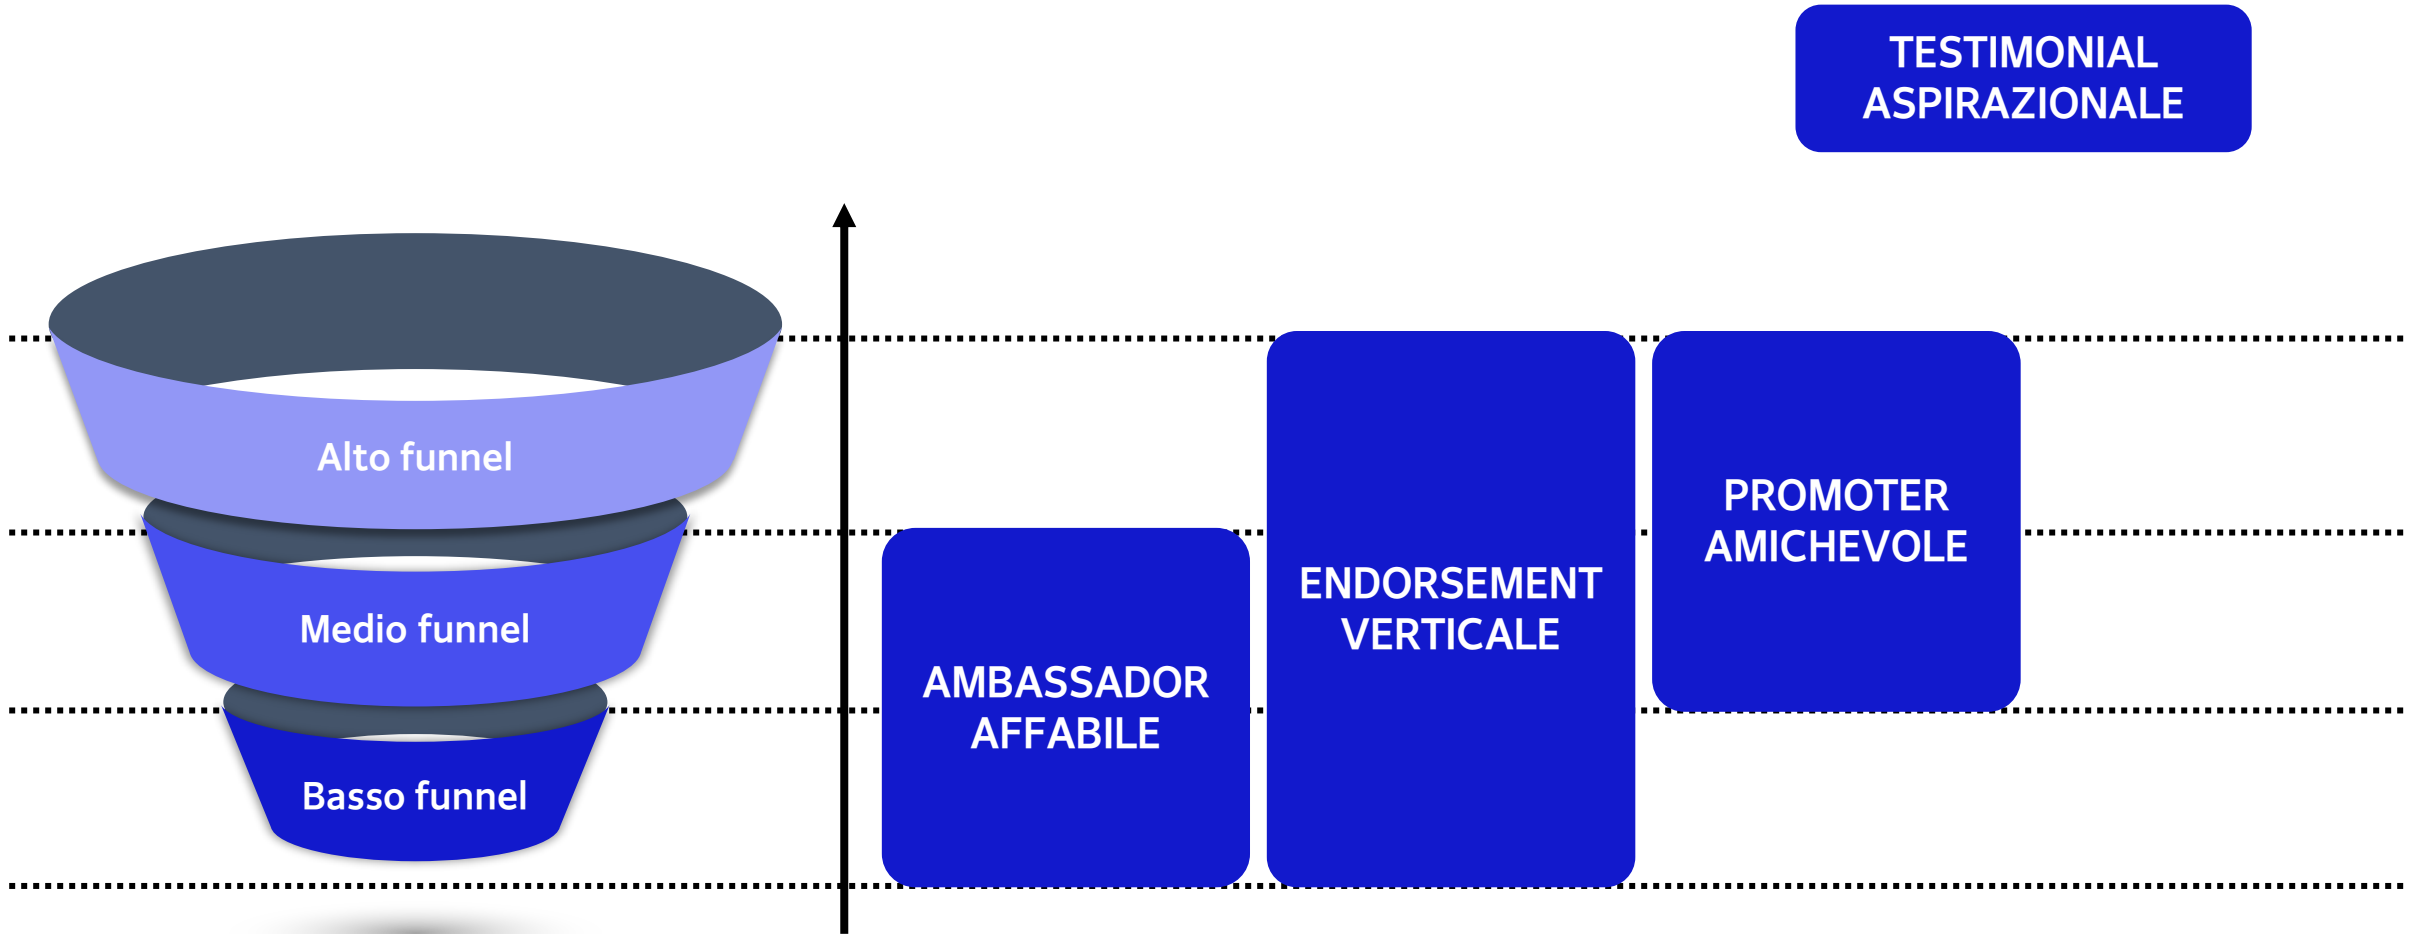 TESTIMONIAL
ASPIRAZIONALE
Alto funnel
Medio funnel
Basso funnel
AMBASSADOR
AFFABILE
ENDORSEMENT
VERTICALE
PROMOTER
AMICHEVOLE